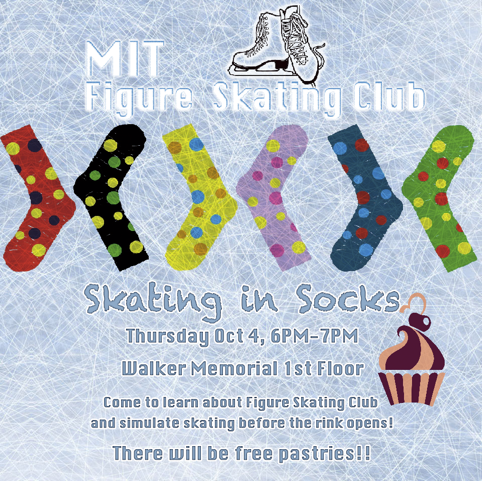 MIT
Figure Skating Club
Skating in Socks
Thursday Oct 4, 6PM-7PM
Walker Memorial 1st Floor
Come to learn about Figure Skating Club
and simulate skating before the rink opens!
There will be free pastries!!